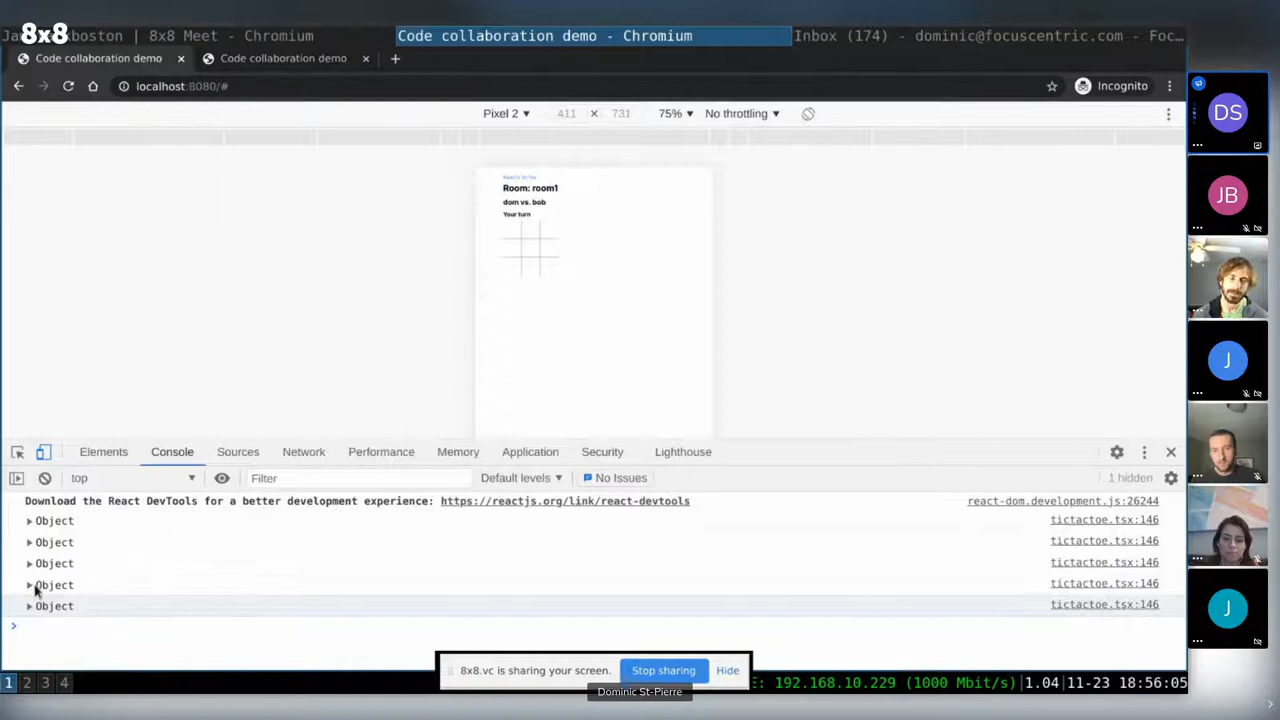 8x8
boston | 8x8 Meet - Chromium
Code collaboration demo - Chromium
Inbox (174) - dominic@focuscentric.com - Foc…
Code collaboration demo ×
Code collaboration demo × +
localhost:8080/#
Incognito
Pixel 2 ▾ 411 × 731 75% ▾ No throttling ▾
Room: room1
dom vs. bob
Your turn
Elements Console Sources Network Performance Memory Application Security Lighthouse
top ▾ Filter Default levels ▾ No Issues 1 hidden
Download the React DevTools for a better development experience: https://reactjs.org/link/react-devtools react-dom.development.js:26244
Object tictactoe.tsx:146
Object tictactoe.tsx:146
Object tictactoe.tsx:146
Object tictactoe.tsx:146
Object tictactoe.tsx:146
>
8x8.vc is sharing your screen. Stop sharing Hide
Dominic St-Pierre
1 2 3 4
E: 192.168.10.229 (1000 Mbit/s)|1.04|11-23 18:56:05
DS
JB
J
J